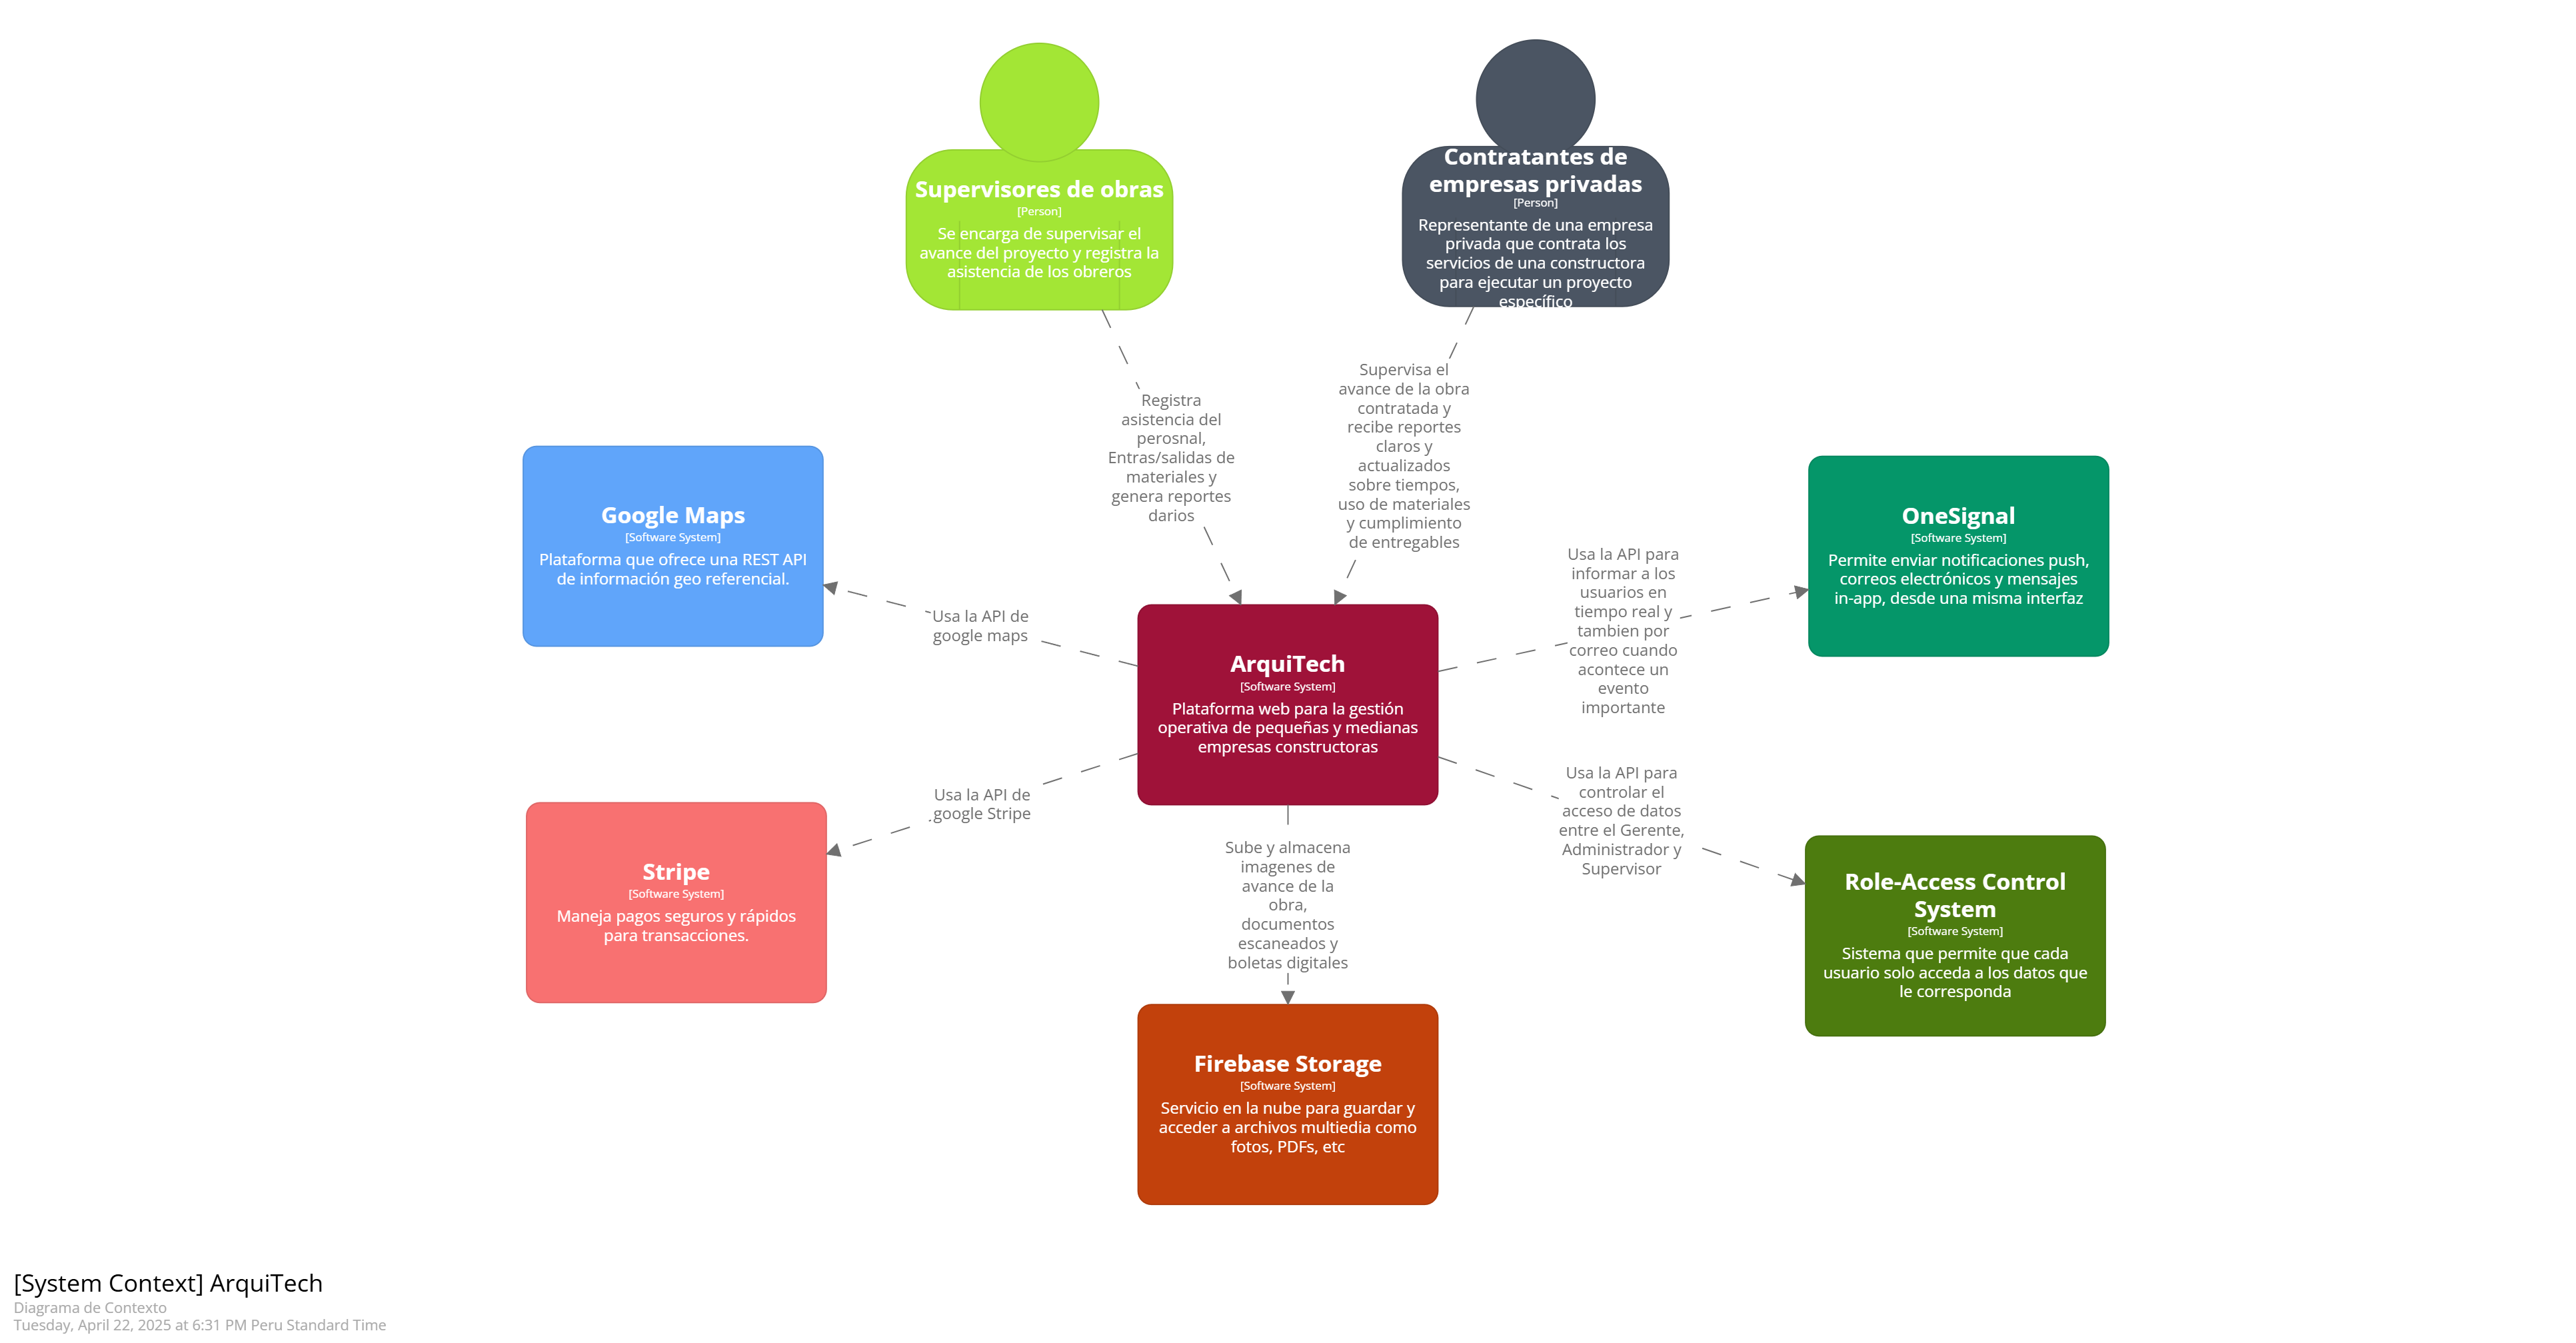 Supervisores de obras
[Person]
Se encarga de supervisar el
avance del proyecto y registra la
asistencia de los obreros
Contratantes de
empresas privadas
[Person]
Representante de una empresa
privada que contrata los
servicios de una constructora
para ejecutar un proyecto
específico
Registra
asistencia del
perosnal,
Entras/salidas de
materiales y
genera reportes
darios
Supervisa el
avance de la obra
contratada y
recibe reportes
claros y
actualizados
sobre tiempos,
uso de materiales
y cumplimiento
de entregables
Google Maps
[Software System]
Plataforma que ofrece una REST API
de información geo referencial.
Usa la API de
google maps
OneSignal
[Software System]
Permite enviar notificaciones push,
correos electrónicos y mensajes
in-app, desde una misma interfaz
Usa la API para
informar a los
usuarios en
tiempo real y
tambien por
correo cuando
acontece un
evento
importante
ArquiTech
[Software System]
Plataforma web para la gestión
operativa de pequeñas y medianas
empresas constructoras
Usa la API de
google Stripe
Stripe
[Software System]
Maneja pagos seguros y rápidos
para transacciones.
Sube y almacena
imagenes de
avance de la
obra,
documentos
escaneados y
boletas digitales
Usa la API para
controlar el
acceso de datos
entre el Gerente,
Administrador y
Supervisor
Role-Access Control
System
[Software System]
Sistema que permite que cada
usuario solo acceda a los datos que
le corresponda
Firebase Storage
[Software System]
Servicio en la nube para guardar y
acceder a archivos multiedia como
fotos, PDFs, etc
[System Context] ArquiTech
Diagrama de Contexto
Tuesday, April 22, 2025 at 6:31 PM Peru Standard Time